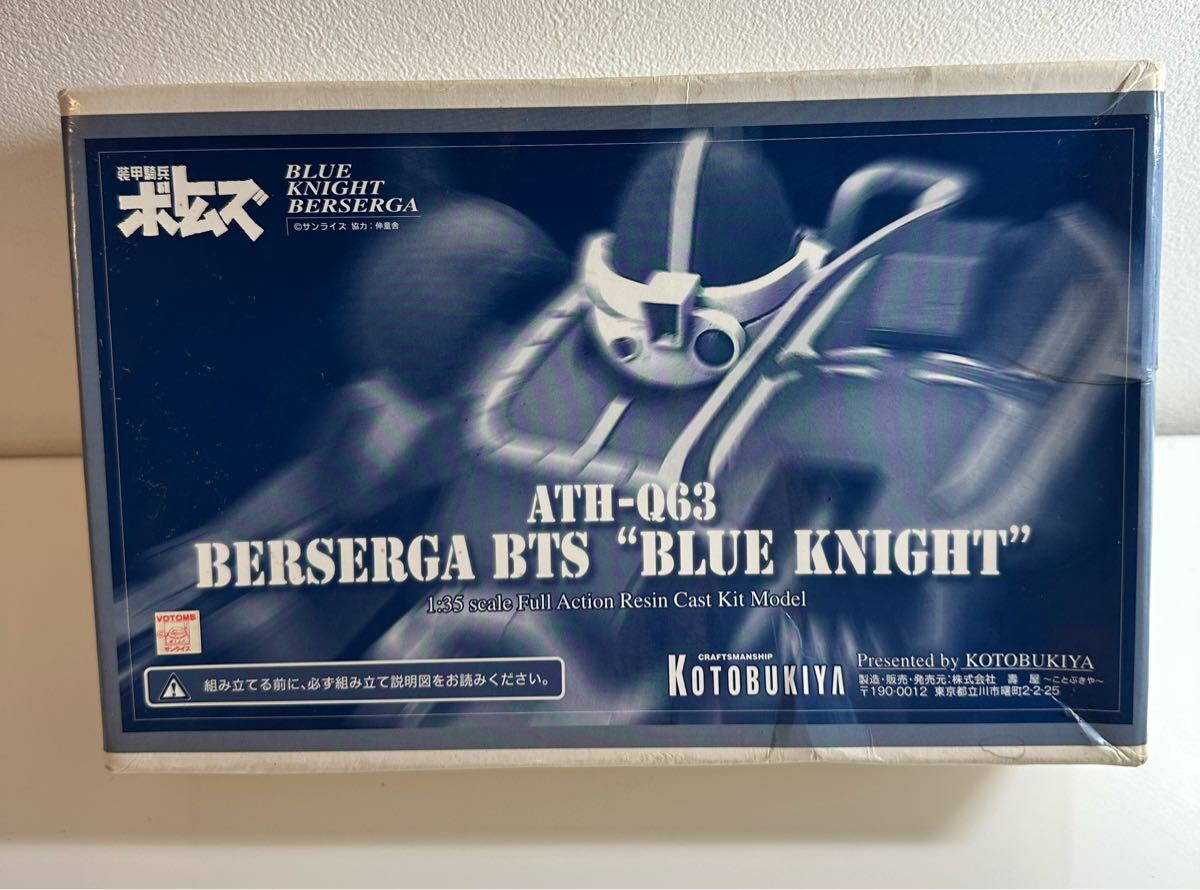 装甲騎兵
ボトムズ
BLUE
KNIGHT
BERSERGA
©サンライズ 協力:伸童舎
ATH-Q63
BERSERGA BTS “BLUE KNIGHT”
1:35 scale Full Action Resin Cast Kit Model
VOTOMS
サンライズ
組み立てる前に、必ず組み立て説明図をお読みください。
CRAFTSMANSHIP
KOTOBUKIYA
Presented by KOTOBUKIYA
製造・販売・発売元:株式会社 壽屋 ~ことぶきや~
〒190-0012 東京都立川市曙町2-2-25